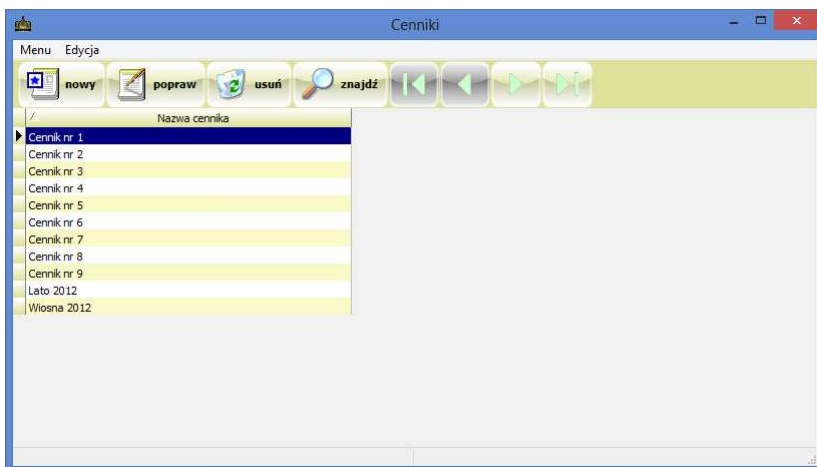 Cenniki
Menu Edycja
nowy popraw usuń znajdź
Nazwa cennika
Cennik nr 1
Cennik nr 2
Cennik nr 3
Cennik nr 4
Cennik nr 5
Cennik nr 6
Cennik nr 7
Cennik nr 8
Cennik nr 9
Lato 2012
Wiosna 2012